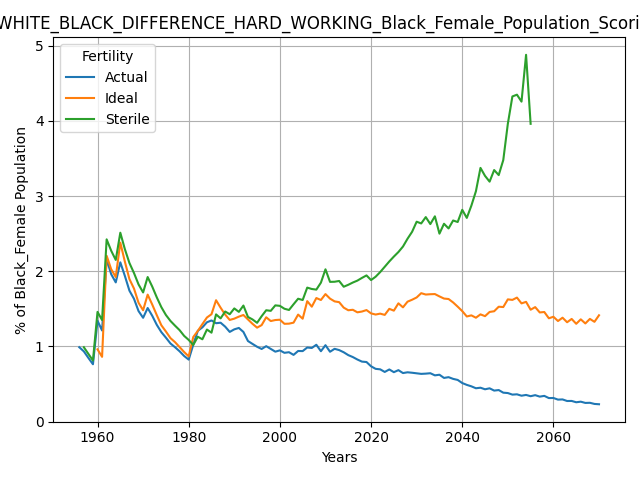 WHITE_BLACK_DIFFERENCE_HARD_WORKING_Black_Female_Population_Scori
Fertility
Actual
Ideal
Sterile
% of Black_Female Population
5
4
3
2
1
0
1960 1980 2000 2020 2040 2060
Years